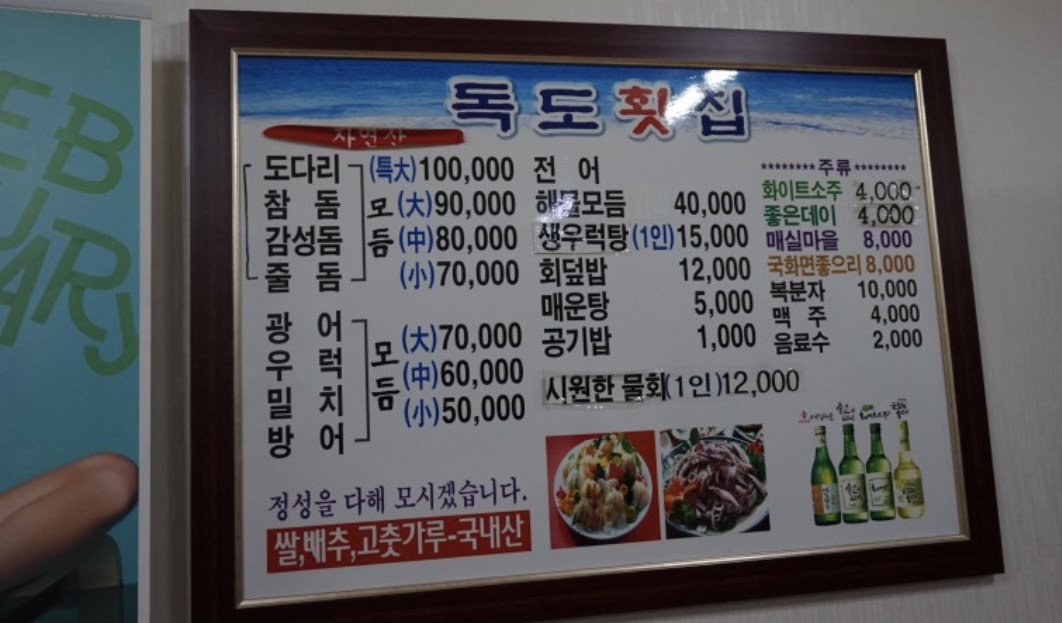 독도횟집
자연산
도다리
참 돔
감성돔
줄 돔
모듬
(특大)100,000
(大)90,000
(中)80,000
(小)70,000
광 어
우 럭
밀 치
방 어
모듬
(大)70,000
(中)60,000
(小)50,000
전 어
해물모듬 40,000
생우럭탕(1인)15,000
회덮밥 12,000
매운탕 5,000
공기밥 1,000
시원한 물회(1인)12,000
********주류********
화이트소주 4,000
좋은데이 4,000
매실마을 8,000
국화면좋으리 8,000
복분자 10,000
맥 주 4,000
음료수 2,000
정성을 다해 모시겠습니다.
쌀,배추,고춧가루-국내산